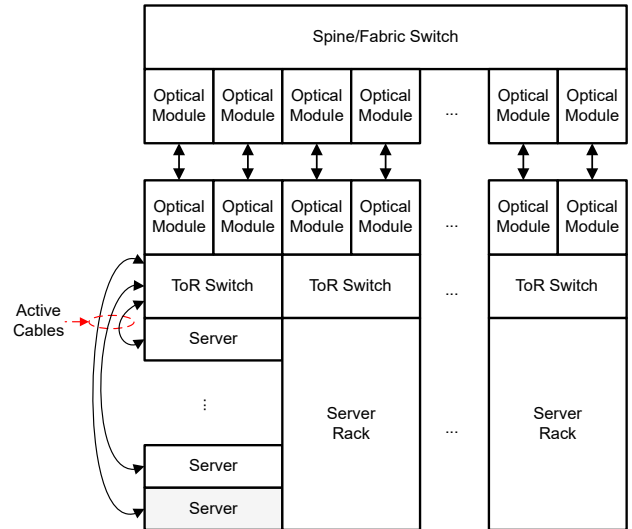 Spine/Fabric Switch
Optical
Module
Optical
Module
Optical
Module
Optical
Module
...
Optical
Module
Optical
Module
Optical
Module
Optical
Module
Optical
Module
Optical
Module
...
Optical
Module
Optical
Module
ToR Switch
ToR Switch
...
ToR Switch
Active
Cables
Server
...
Server
Rack
...
Server
Rack
Server
Server